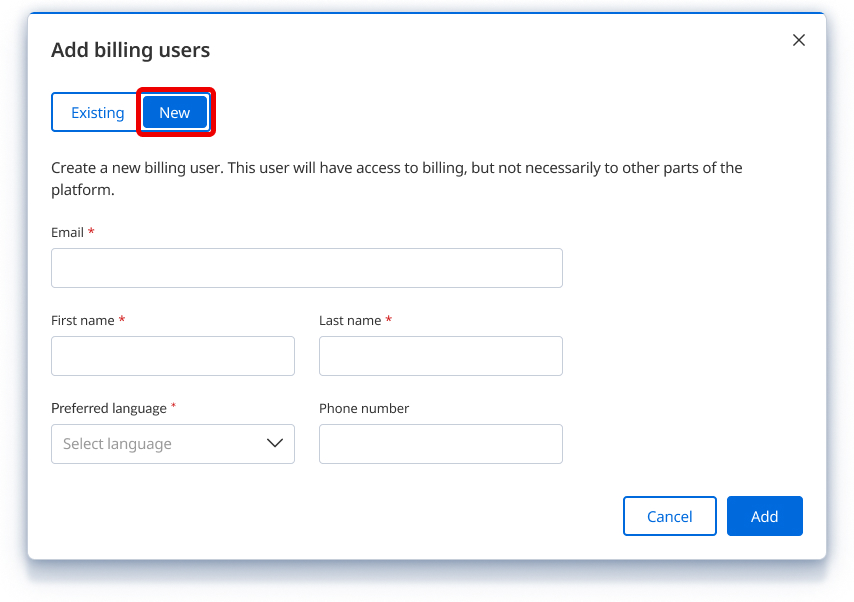 Add billing users
Existing New
Create a new billing user. This user will have access to billing, but not necessarily to other parts of the
platform.
Email *
First name * Last name *
Preferred language * Phone number
Select language
Cancel Add